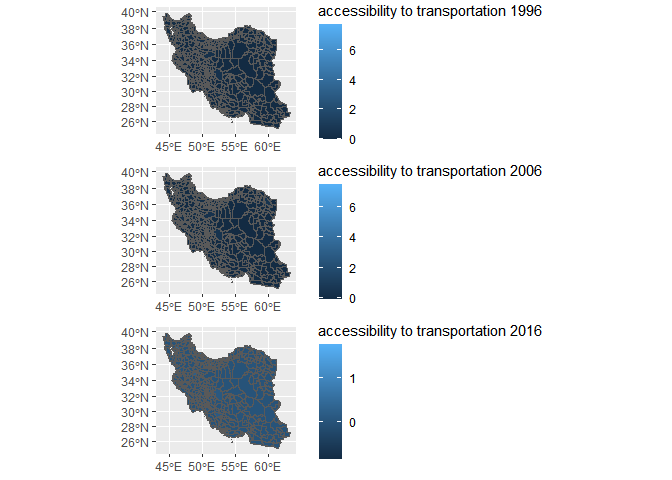 accessibility to transportation 1996
40°N
38°N
36°N
34°N
32°N
30°N
28°N
26°N
45°E 50°E 55°E 60°E
6
4
2
0
accessibility to transportation 2006
40°N
38°N
36°N
34°N
32°N
30°N
28°N
26°N
45°E 50°E 55°E 60°E
6
4
2
0
accessibility to transportation 2016
40°N
38°N
36°N
34°N
32°N
30°N
28°N
26°N
45°E 50°E 55°E 60°E
1
0